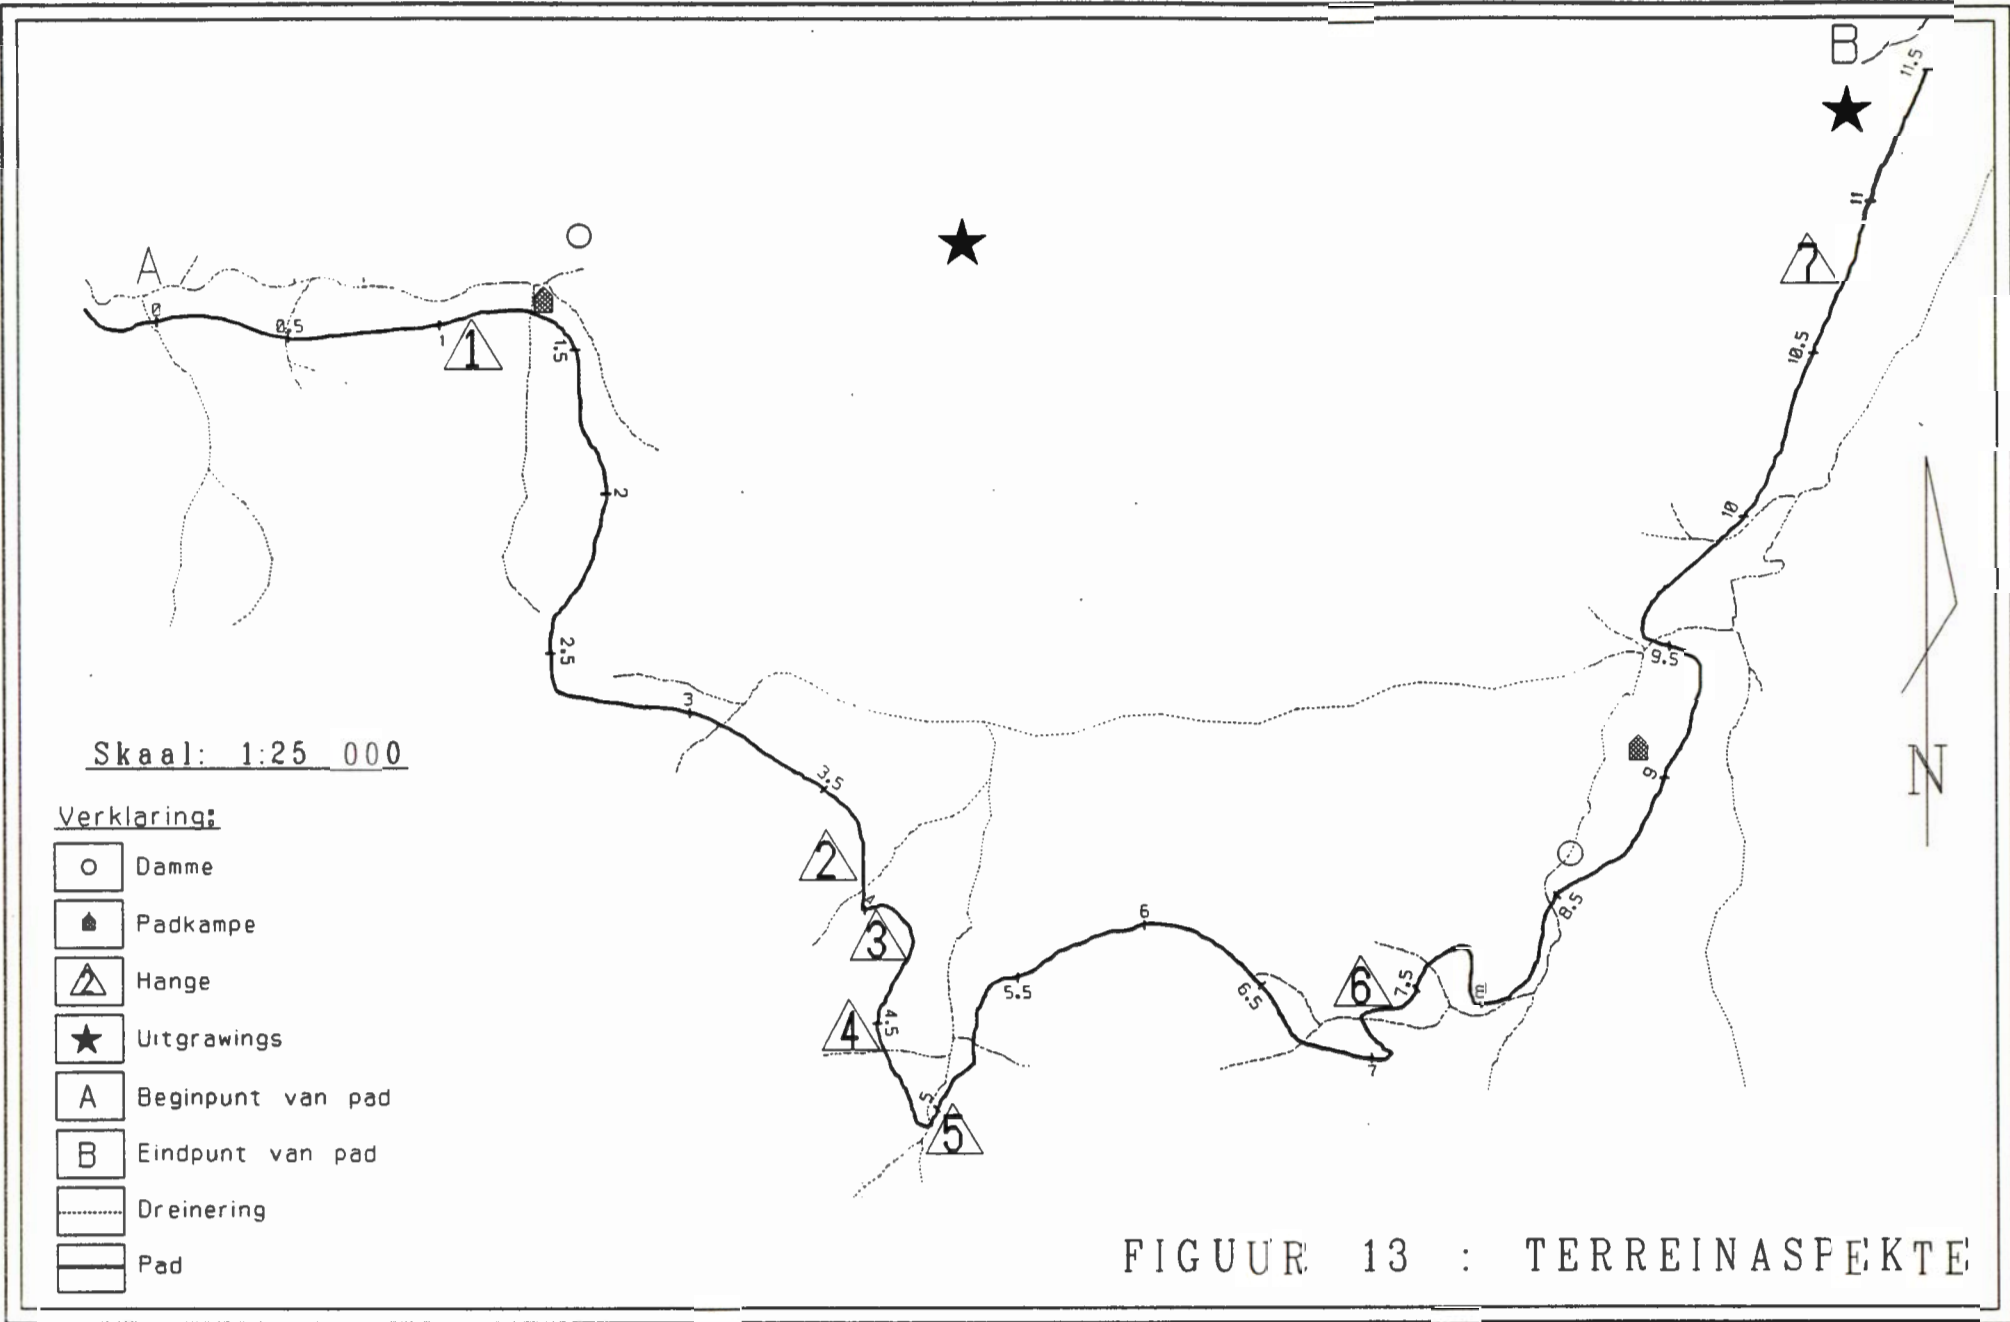 B
11.5
11
7
10.5
A
0
0.5
1
1
1.5
2
10
2.5
9.5
3
Skaal: 1:25 000
3.5
9
N
Verklaring:
2
O Damme
Padkampe
4
8.5
3
6
2 Hange
5.5
6.5
6
7.5
8
4
4.5
Uitgrawings
7
A Beginpunt van pad
5
5
B Eindpunt van pad
Dreinering
Pad
FIGUUR 13 : TERREINASPEKTE